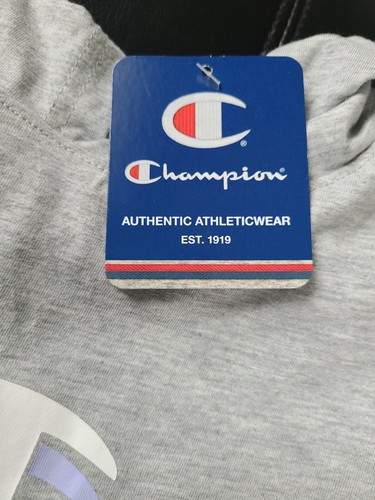 Champion®
AUTHENTIC ATHLETICWEAR
EST. 1919